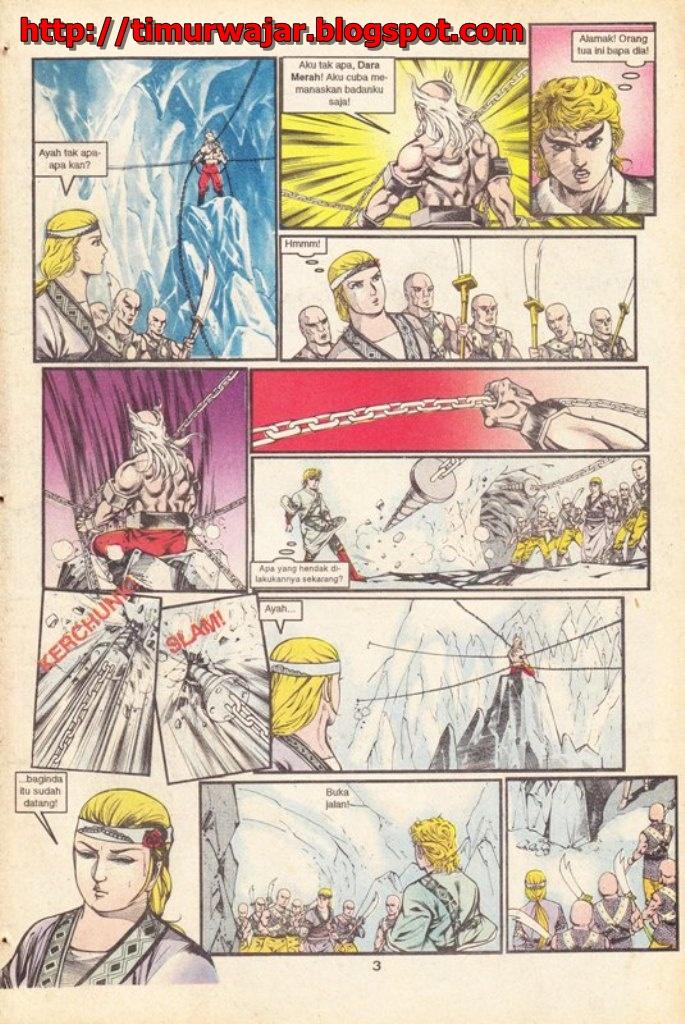 http://timurwajar.blogspot.com
Ayah tak apa-
apa kan?
Aku tak apa, Dara
Merah! Aku cuba me-
manaskan badanku
saja!
Alamak! Orang
tua ini bapa dia!
Hmmm!
Apa yang hendak di-
lakukannya sekarang?
KERCHUNK!
SLAM!
Ayah...
...baginda
itu sudah
datang!
Buka
jalan!
3